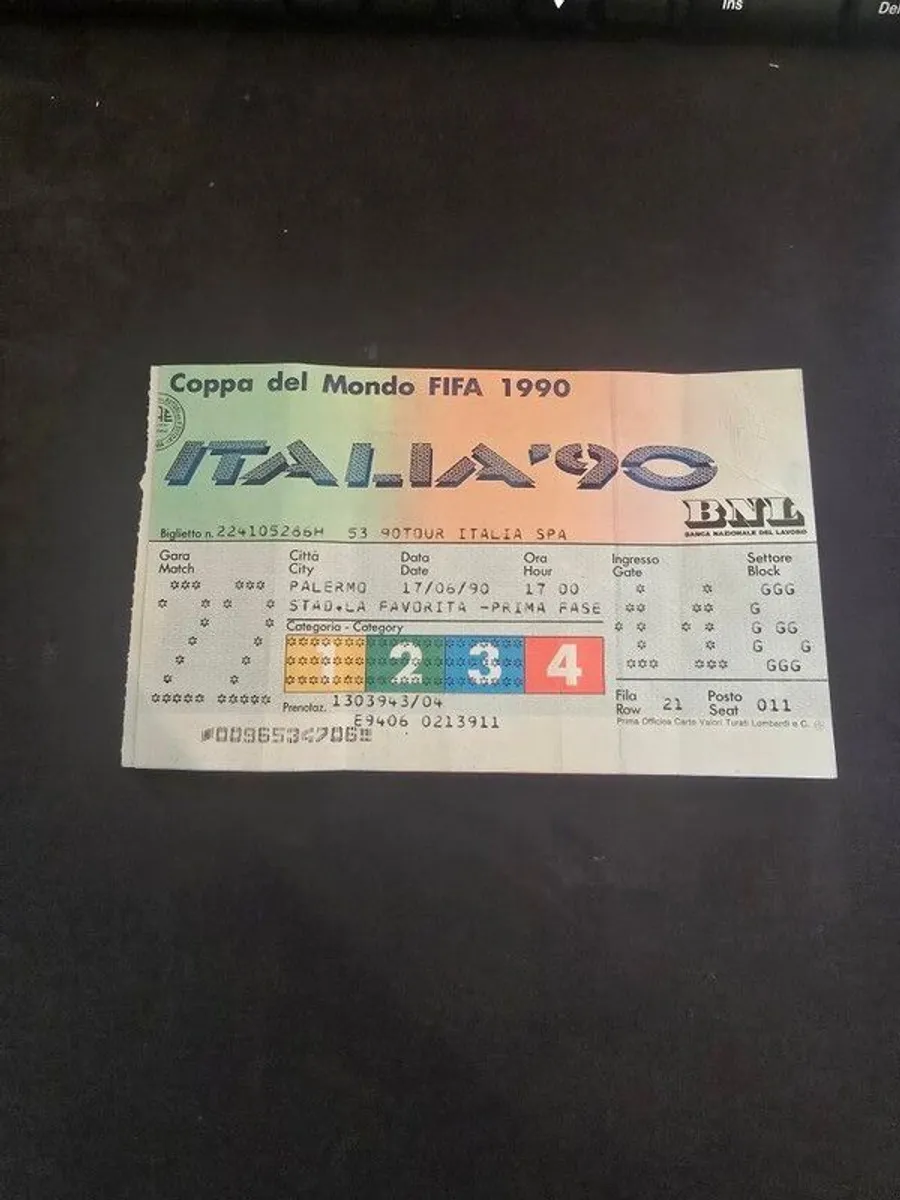 Ins
Del
Coppa del Mondo FIFA 1990
ITALIA '90
BNL
BANCA NAZIONALE DEL LAVORO
Biglietto n. 224105286H 53 90TOUR ITALIA SPA
Gara
Match
22
Città
City
PALERMO
Data
Date
17/06/90
Ora
Hour
17 00
STAD.LA FAVORITA -PRIMA FASE
Categoria - Category
1 2 3 4
Prenotaz. 1303943/04
E9406 0213911
0096534706
Ingresso
Gate
Settore
Block
G
Fila
Row 21
Posto
Seat 011
Prima Officina Carte Valori Turati Lombardi e C.